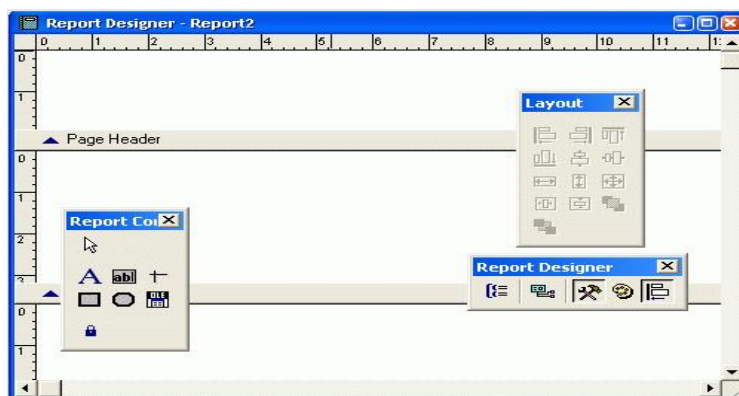 Report Designer - Report2
0 1 2 3 4 5 6 7 8 9 10 11
0
1
Layout
Page Header
0
1
2
Report Co
A abl
OLE
Report Designer
0
1